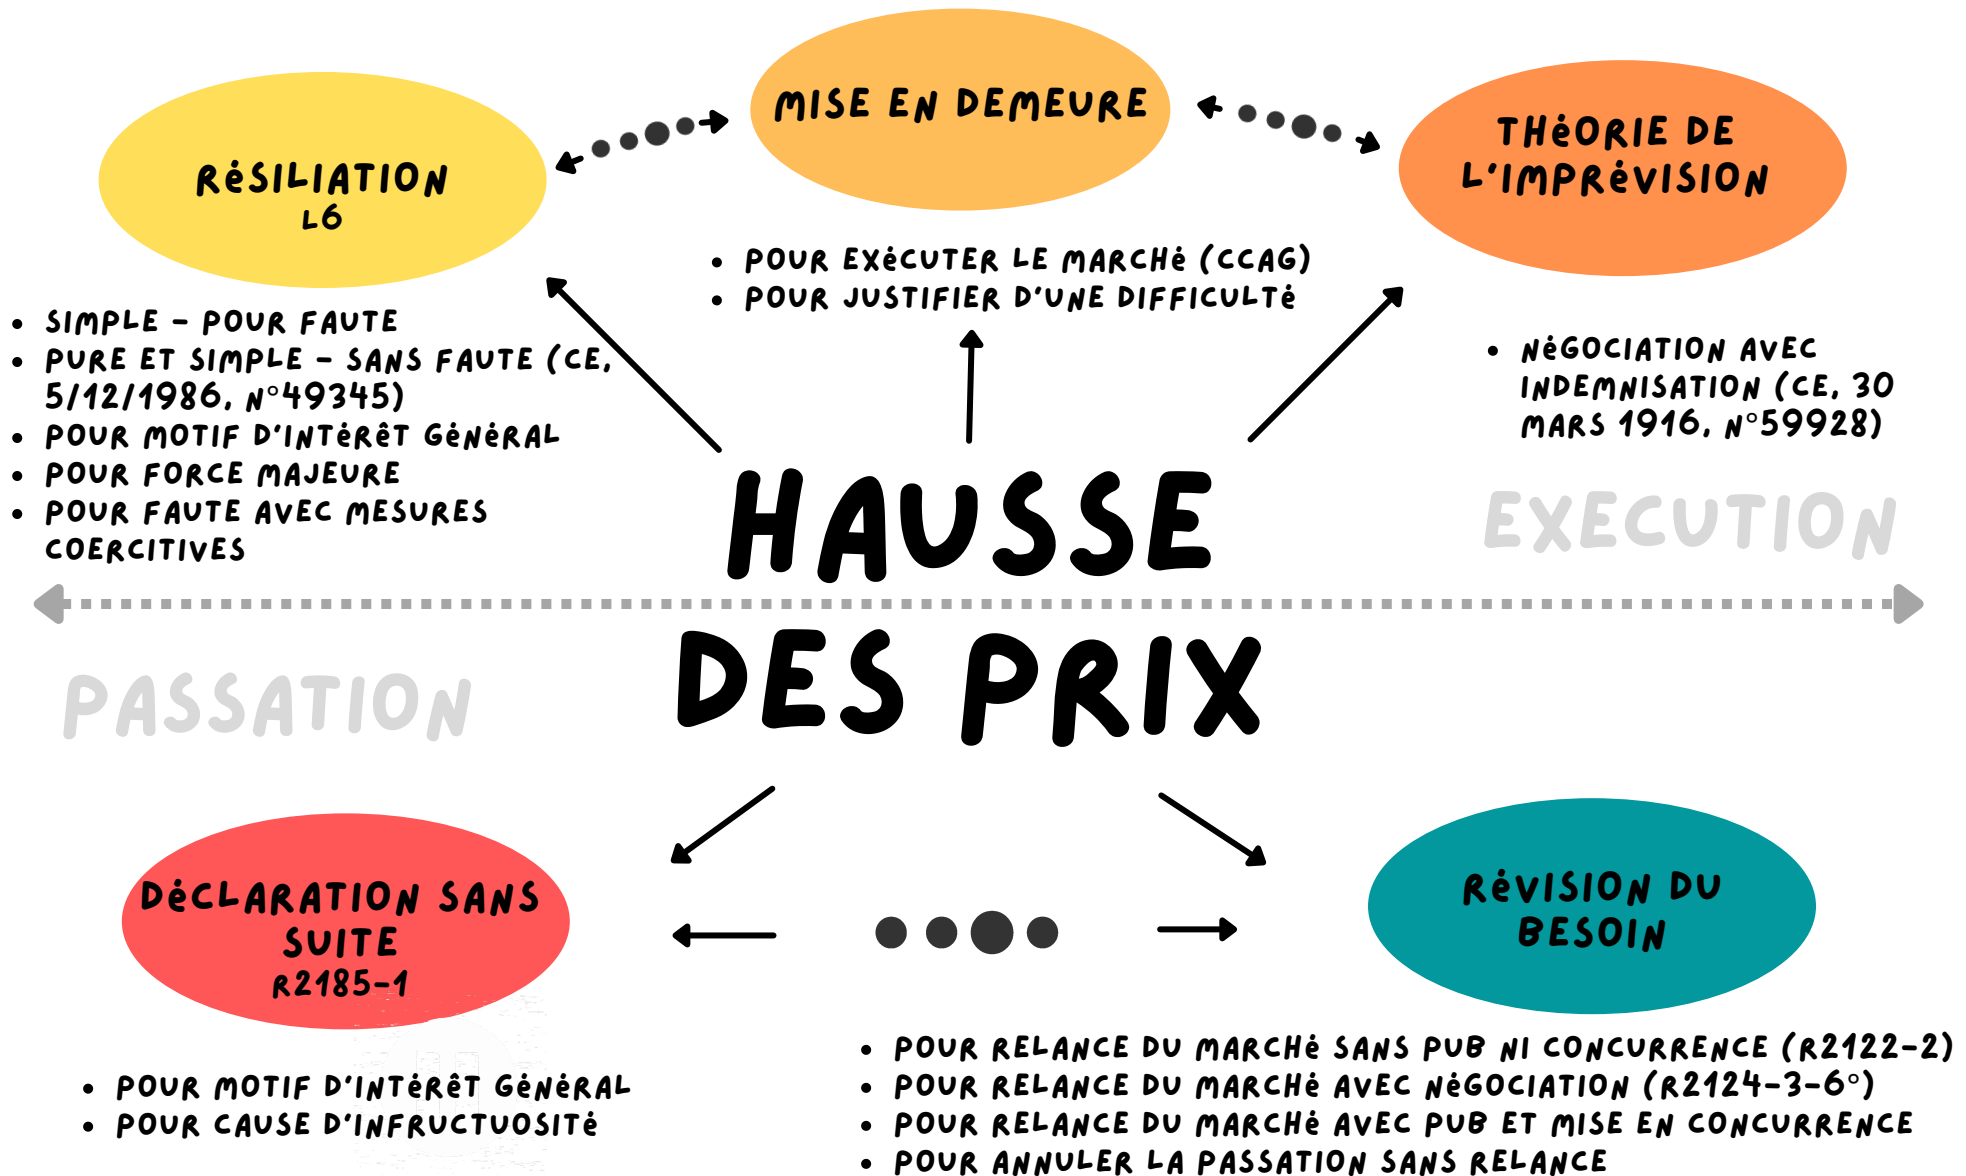 MISE EN DEMEURE
RÉSILIATION
L6
THÉORIE DE
L'IMPRÉVISION
• POUR EXÉCUTER LE MARCHÉ (CCAG)
• POUR JUSTIFIER D'UNE DIFFICULTÉ
• SIMPLE - POUR FAUTE
• PURE ET SIMPLE - SANS FAUTE (CE,
5/12/1986, N°49345)
• POUR MOTIF D'INTÉRÊT GÉNÉRAL
• POUR FORCE MAJEURE
• POUR FAUTE AVEC MESURES
COERCITIVES
• NÉGOCIATION AVEC
INDEMNISATION (CE, 30
MARS 1916, N°59928)
HAUSSE
EXECUTION
DES PRIX
PASSATION
DÉCLARATION SANS
SUITE
R2185-1
RÉVISION DU
BESOIN
• POUR MOTIF D'INTÉRÊT GÉNÉRAL
• POUR CAUSE D'INFRUCTUOSITÉ
• POUR RELANCE DU MARCHÉ SANS PUB NI CONCURRENCE (R2122-2)
• POUR RELANCE DU MARCHÉ AVEC NÉGOCIATION (R2124-3-6°)
• POUR RELANCE DU MARCHÉ AVEC PUB ET MISE EN CONCURRENCE
• POUR ANNULER LA PASSATION SANS RELANCE